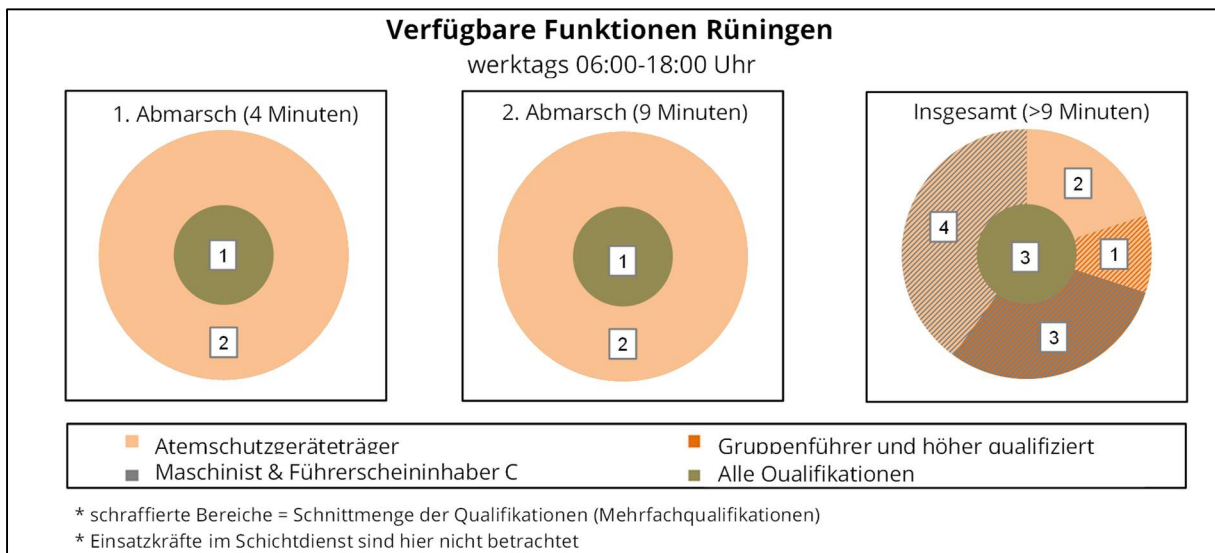 Verfügbare Funktionen Rüningen
werktags 06:00-18:00 Uhr
1. Abmarsch (4 Minuten)
1
2
2. Abmarsch (9 Minuten)
1
2
Insgesamt (>9 Minuten)
2
4
3
1
3
Atemschutzgeräteträger
Gruppenführer und höher qualifiziert
Maschinist & Führerscheininhaber C
Alle Qualifikationen
* schraffierte Bereiche = Schnittmenge der Qualifikationen (Mehrfachqualifikationen)
* Einsatzkräfte im Schichtdienst sind hier nicht betrachtet